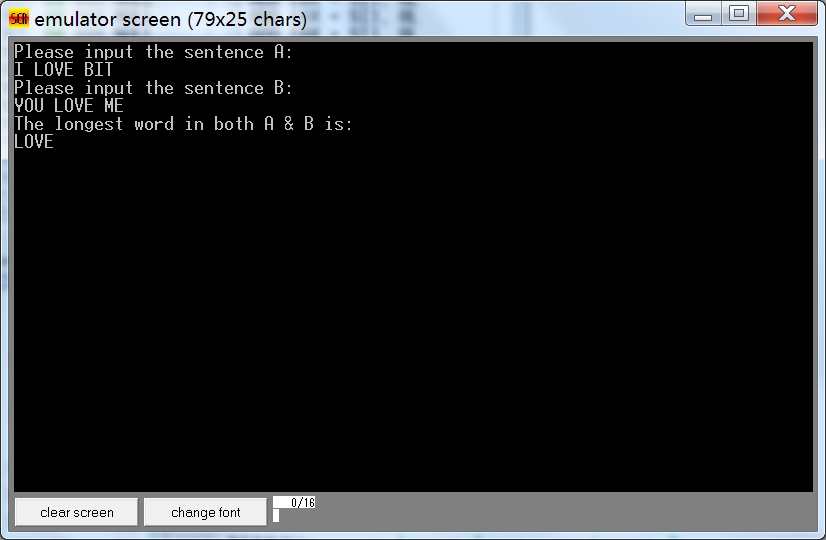 SCR emulator screen (79x25 chars)
Please input the sentence A:
I LOVE BIT
Please input the sentence B:
YOU LOVE ME
The longest word in both A & B is:
LOVE
clear screen change font 0/16